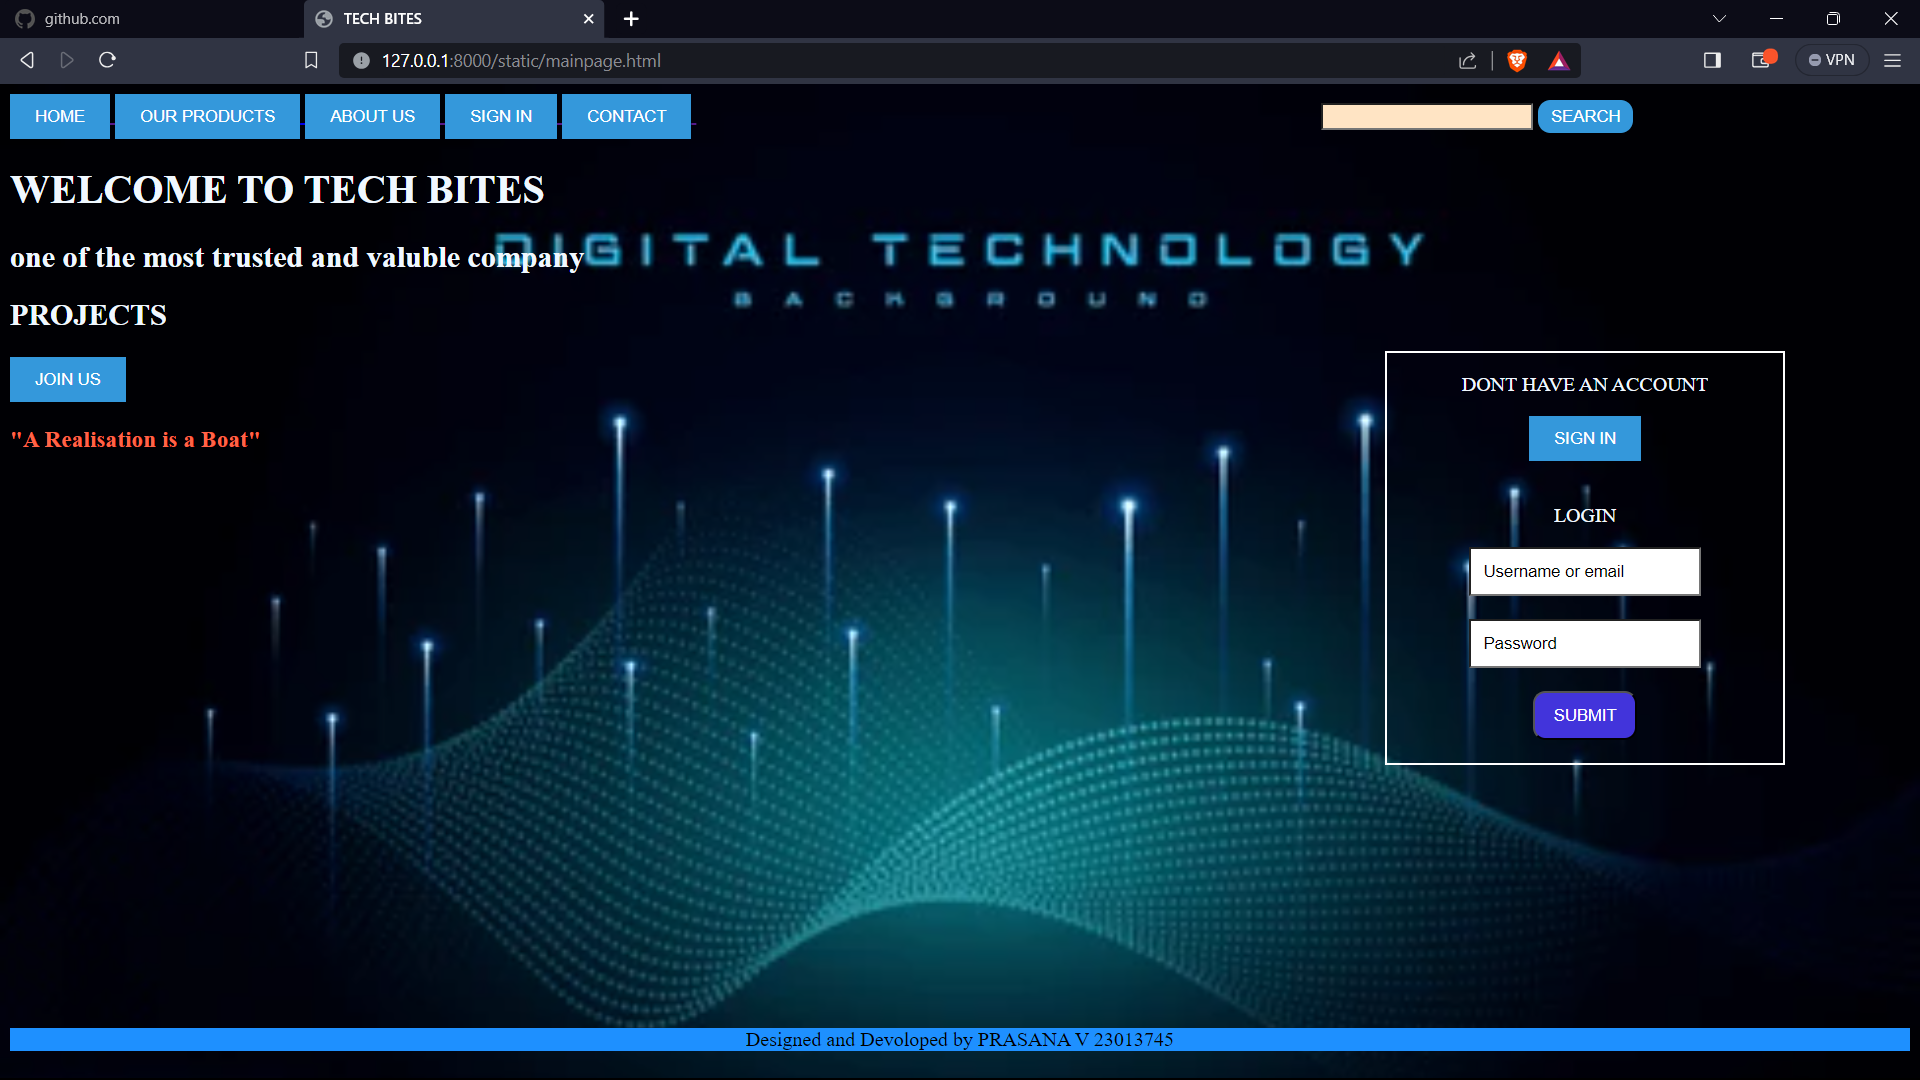 github.com
TECH BITES
127.0.0.1:8000/static/mainpage.html
VPN
HOME OUR PRODUCTS ABOUT US SIGN IN CONTACT
SEARCH
WELCOME TO TECH BITES
DIGITAL TECHNOLOGY
one of the most trusted and valuble company
BACKGROUND
PROJECTS
JOIN US
"A Realisation is a Boat"
DONT HAVE AN ACCOUNT
SIGN IN
LOGIN
Username or email
Password
SUBMIT
Designed and Devoloped by PRASANA V 23013745